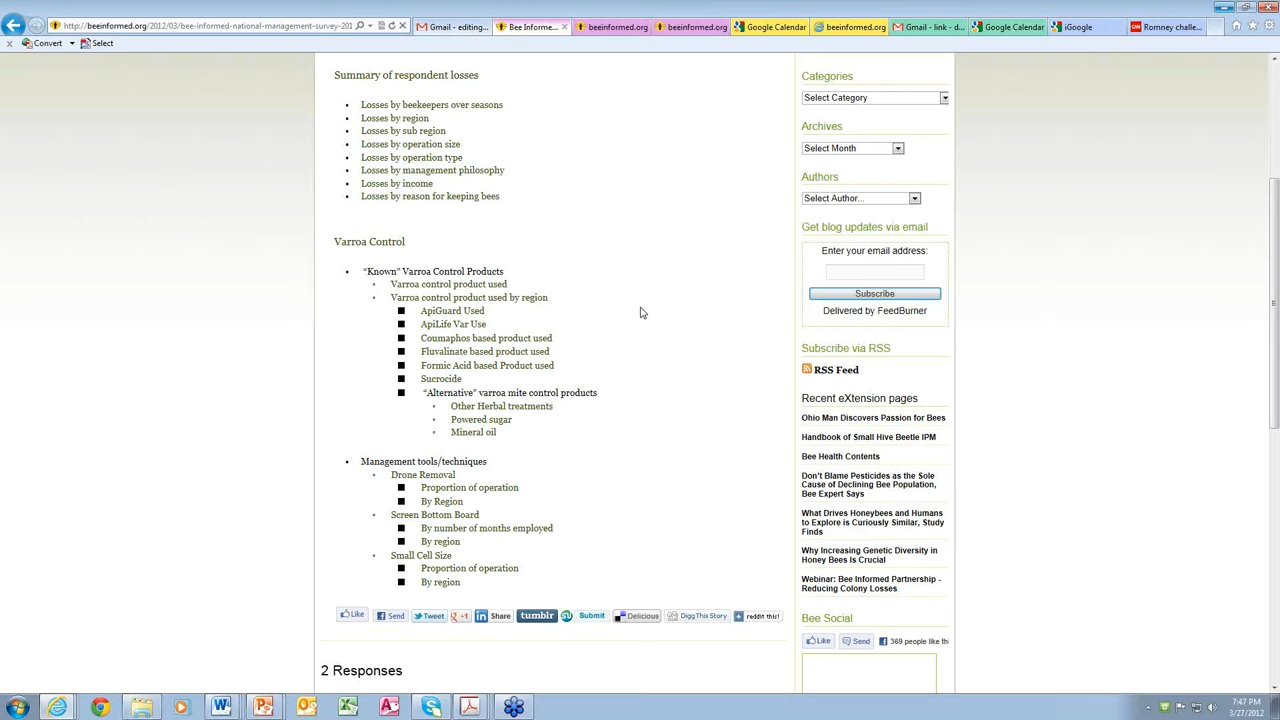 http://beeinformed.org/2012/03/bee-informed-national-management-survey-201
Gmail - editing...
Bee Informe...
beeinformed.org
beeinformed.org
Google Calendar
beeinformed.org
Gmail - link - d...
Google Calendar
iGoogle
Romney challe...
x Convert
Select
Summary of respondent losses
• Losses by beekeepers over seasons
• Losses by region
• Losses by sub region
• Losses by operation size
• Losses by operation type
• Losses by management philosophy
• Losses by income
• Losses by reason for keeping bees
Varroa Control
• “Known” Varroa Control Products
Varroa control product used
Varroa control product used by region
ApiGuard Used
ApiLife Var Use
Coumaphos based product used
Fluvalinate based product used
Formic Acid based Product used
Sucrocide
“Alternative” varroa mite control products
Other Herbal treatments
Powered sugar
Mineral oil
• Management tools/techniques
Drone Removal
Proportion of operation
By Region
Screen Bottom Board
By number of months employed
By region
Small Cell Size
Proportion of operation
By region
Like
Send
Tweet
+1
Share
tumblr
Submit
Delicious
Digg This Story
reddit this!
2 Responses
Categories
Select Category
Archives
Select Month
Authors
Select Author...
Get blog updates via email
Enter your email address:
Subscribe
Delivered by FeedBurner
Subscribe via RSS
RSS Feed
Recent eXtension pages
Ohio Man Discovers Passion for Bees
Handbook of Small Hive Beetle IPM
Bee Health Contents
Don't Blame Pesticides as the Sole
Cause of Declining Bee Population,
Bee Expert Says
What Drives Honeybees and Humans
to Explore is Curiously Similar, Study
Finds
Why Increasing Genetic Diversity in
Honey Bees Is Crucial
Webinar: Bee Informed Partnership -
Reducing Colony Losses
Bee Social
Like
Send
369 people like th
7:47 PM
3/27/2012